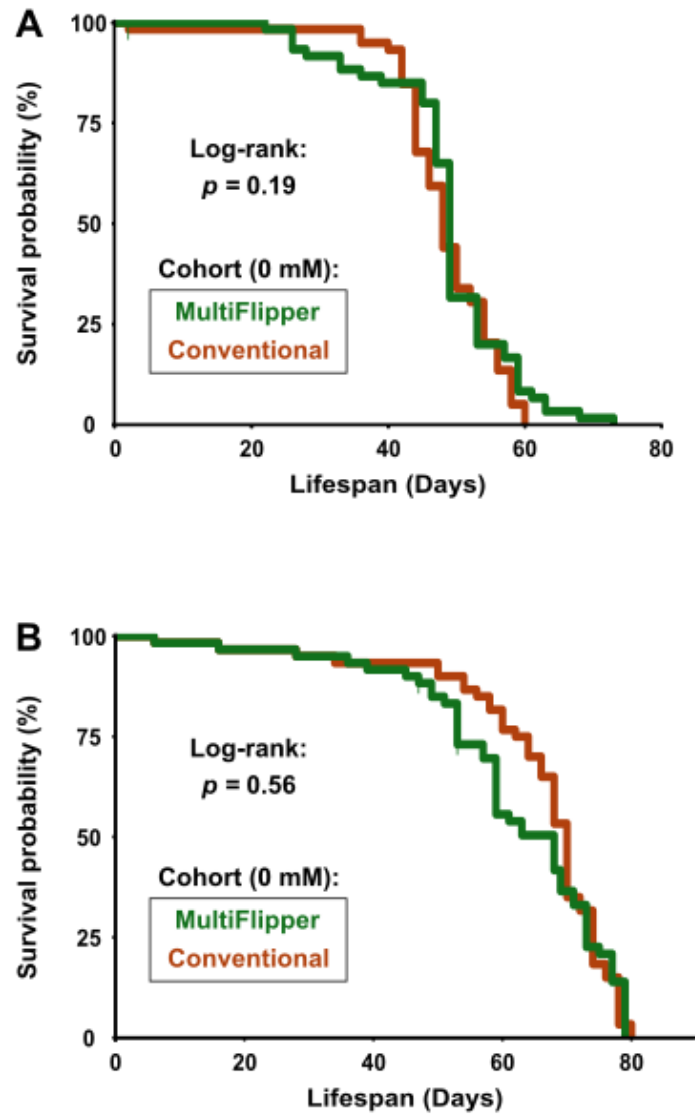 A
Survival probability (%)
100
75
50
25
0
Log-rank:
p = 0.19
Cohort (0 mM):
MultiFlipper
Conventional
0 20 40 60 80
Lifespan (Days)
B
Survival probability (%)
100
75
50
25
0
Log-rank:
p = 0.56
Cohort (0 mM):
MultiFlipper
Conventional
0 20 40 60 80
Lifespan (Days)